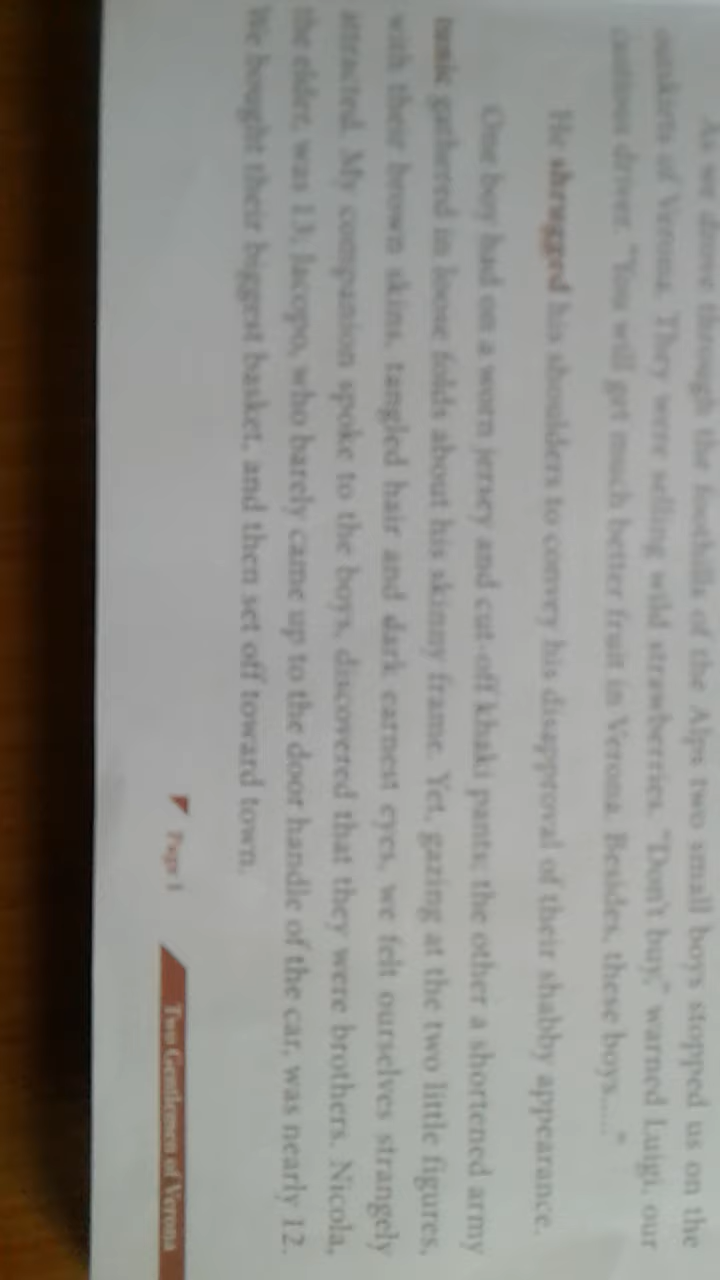 As we drove through the foothills of the Alps two small boys stopped us on the
outskirts of Verona. They were selling wild strawberries. "Don't buy," warned Luigi, our
cautious driver. "You will get much better fruit in Verona. Besides, these boys...."
He shrugged his shoulders to convey his disapproval of their shabby appearance.
One boy had on a worn jersey and cut-off khaki pants; the other a shortened army
tunic gathered in loose folds about his skinny frame. Yet, gazing at the two little figures,
with their brown skins, tangled hair and dark earnest eyes, we felt ourselves strangely
attracted. My companion spoke to the boys, discovered that they were brothers. Nicola,
the elder, was 13; Jacopo, who barely came up to the door handle of the car, was nearly 12.
We bought their biggest basket, and then set off toward town.
Page 1
Two Gentlemen of Verona